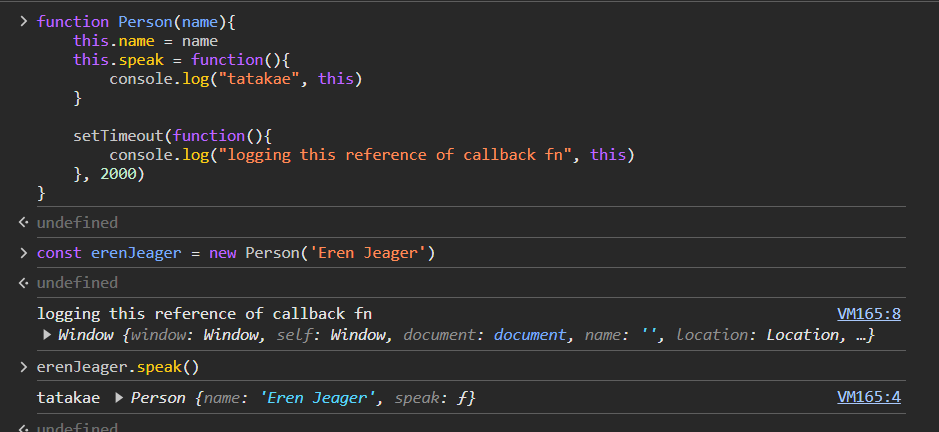 function Person(name){
this.name = name
this.speak = function(){
console.log("tatakae", this)
}
setTimeout(function(){
console.log("logging this reference of callback fn", this)
}, 2000)
}
undefined
const erenJeager = new Person('Eren Jeager')
undefined
logging this reference of callback fn VM165:8
Window {window: Window, self: Window, document: document, name: '', location: Location, …}
erenJeager.speak()
tatakae Person {name: 'Eren Jeager', speak: ƒ} VM165:4
undefined